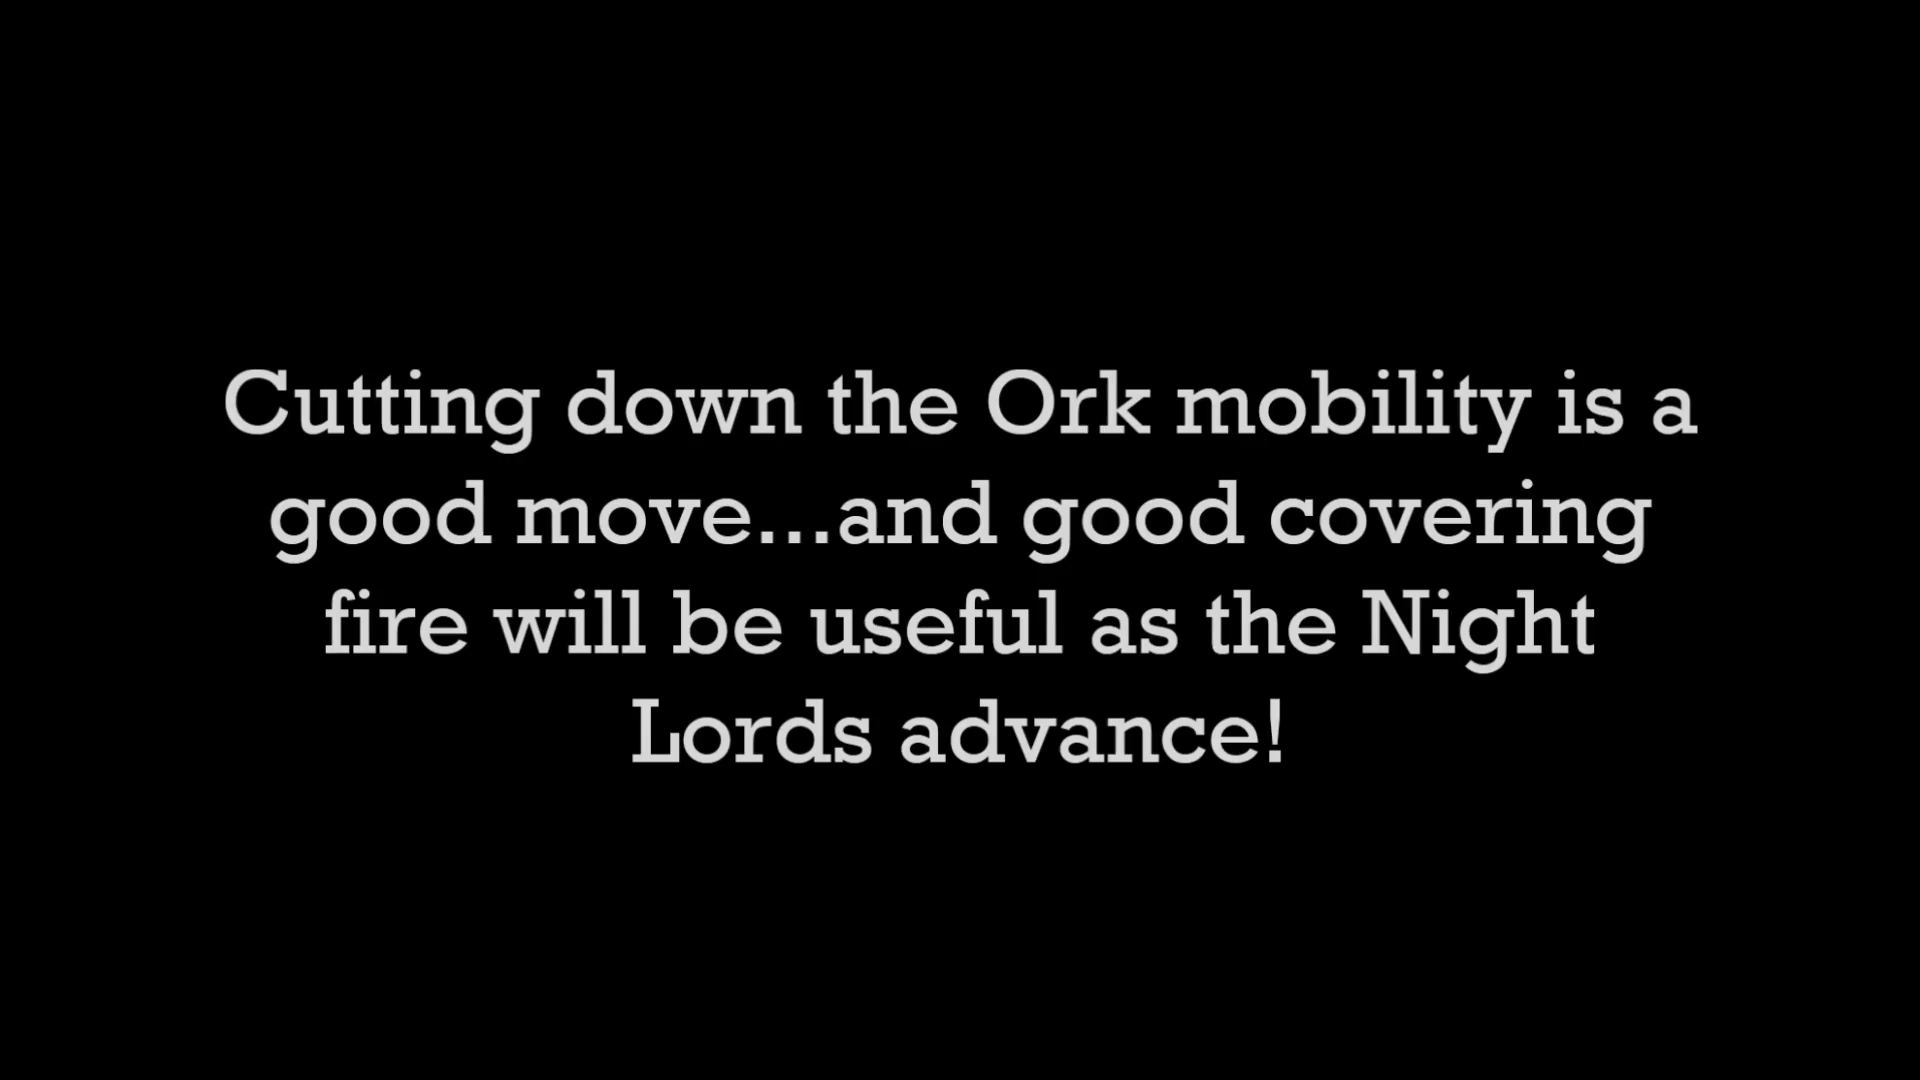 Cutting down the Ork mobility is a
good move...and good covering
fire will be useful as the Night
Lords advance!